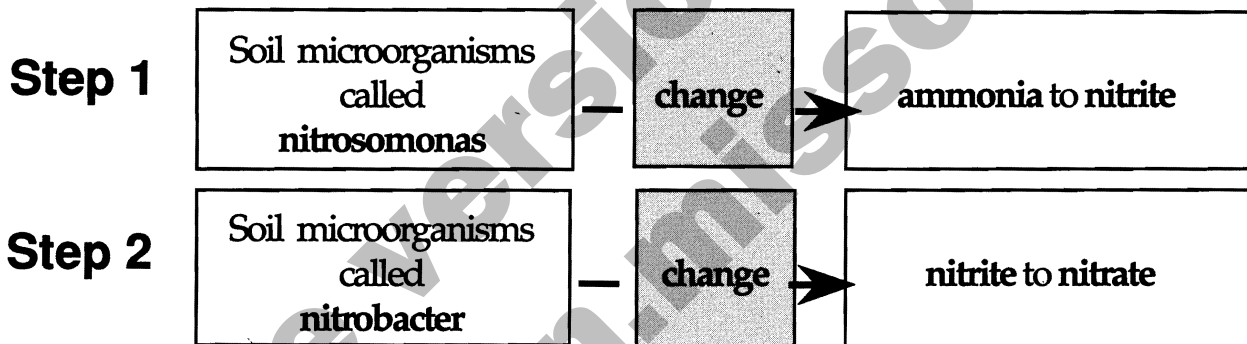 Step 1
Soil microorganisms
called
nitrosomonas
change
ammonia to nitrite
Step 2
Soil microorganisms
called
nitrobacter
change
nitrite to nitrate